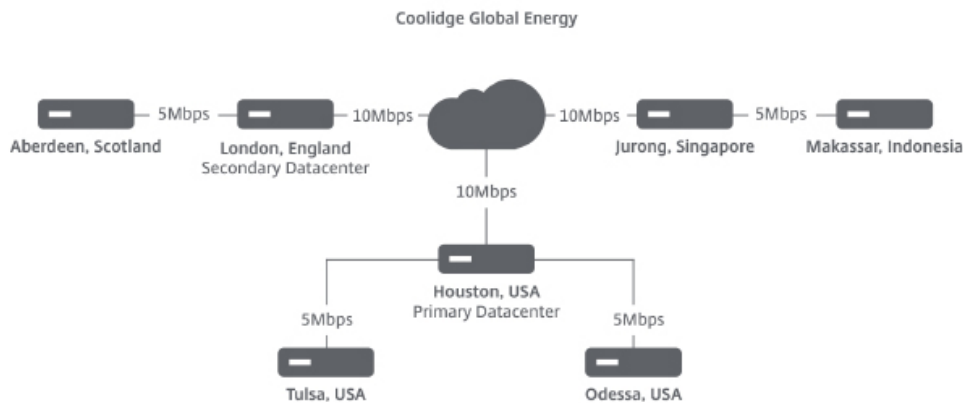 Coolidge Global Energy
5Mbps
10Mbps
10Mbps
5Mbps
Aberdeen, Scotland
London, England
Secondary Datacenter
Jurong, Singapore
Makassar, Indonesia
10Mbps
Houston, USA
Primary Datacenter
5Mbps
5Mbps
Tulsa, USA
Odessa, USA